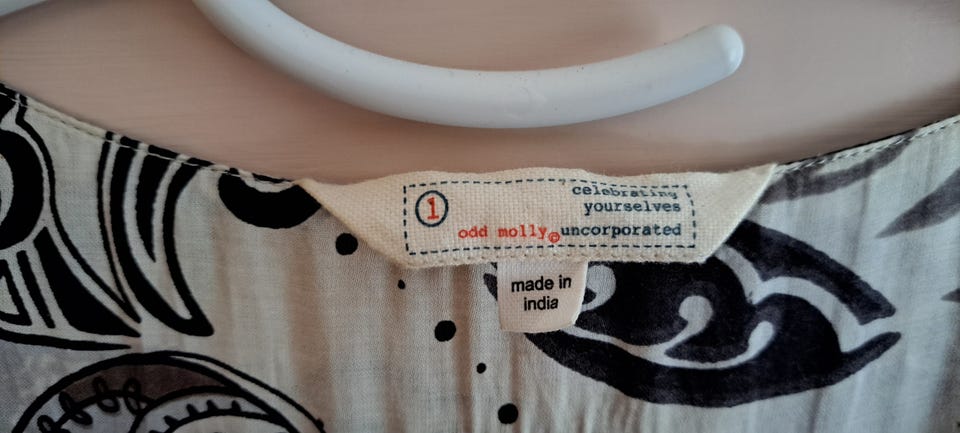 1
celebrating
yourselves
odd molly©uncorporated
made in
india